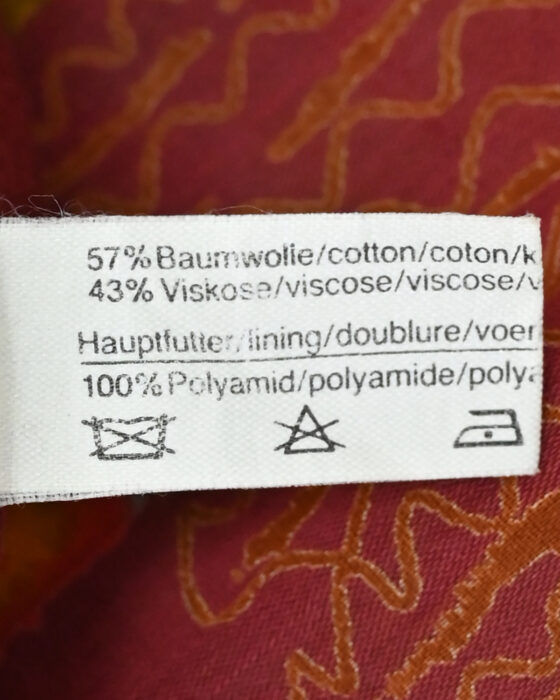 57% Baumwolle/cotton/coton/k
43% Viskose/viscose/viscose/v
Hauptfutter/lining/doublure/voer
100% Polyamid/polyamide/polya